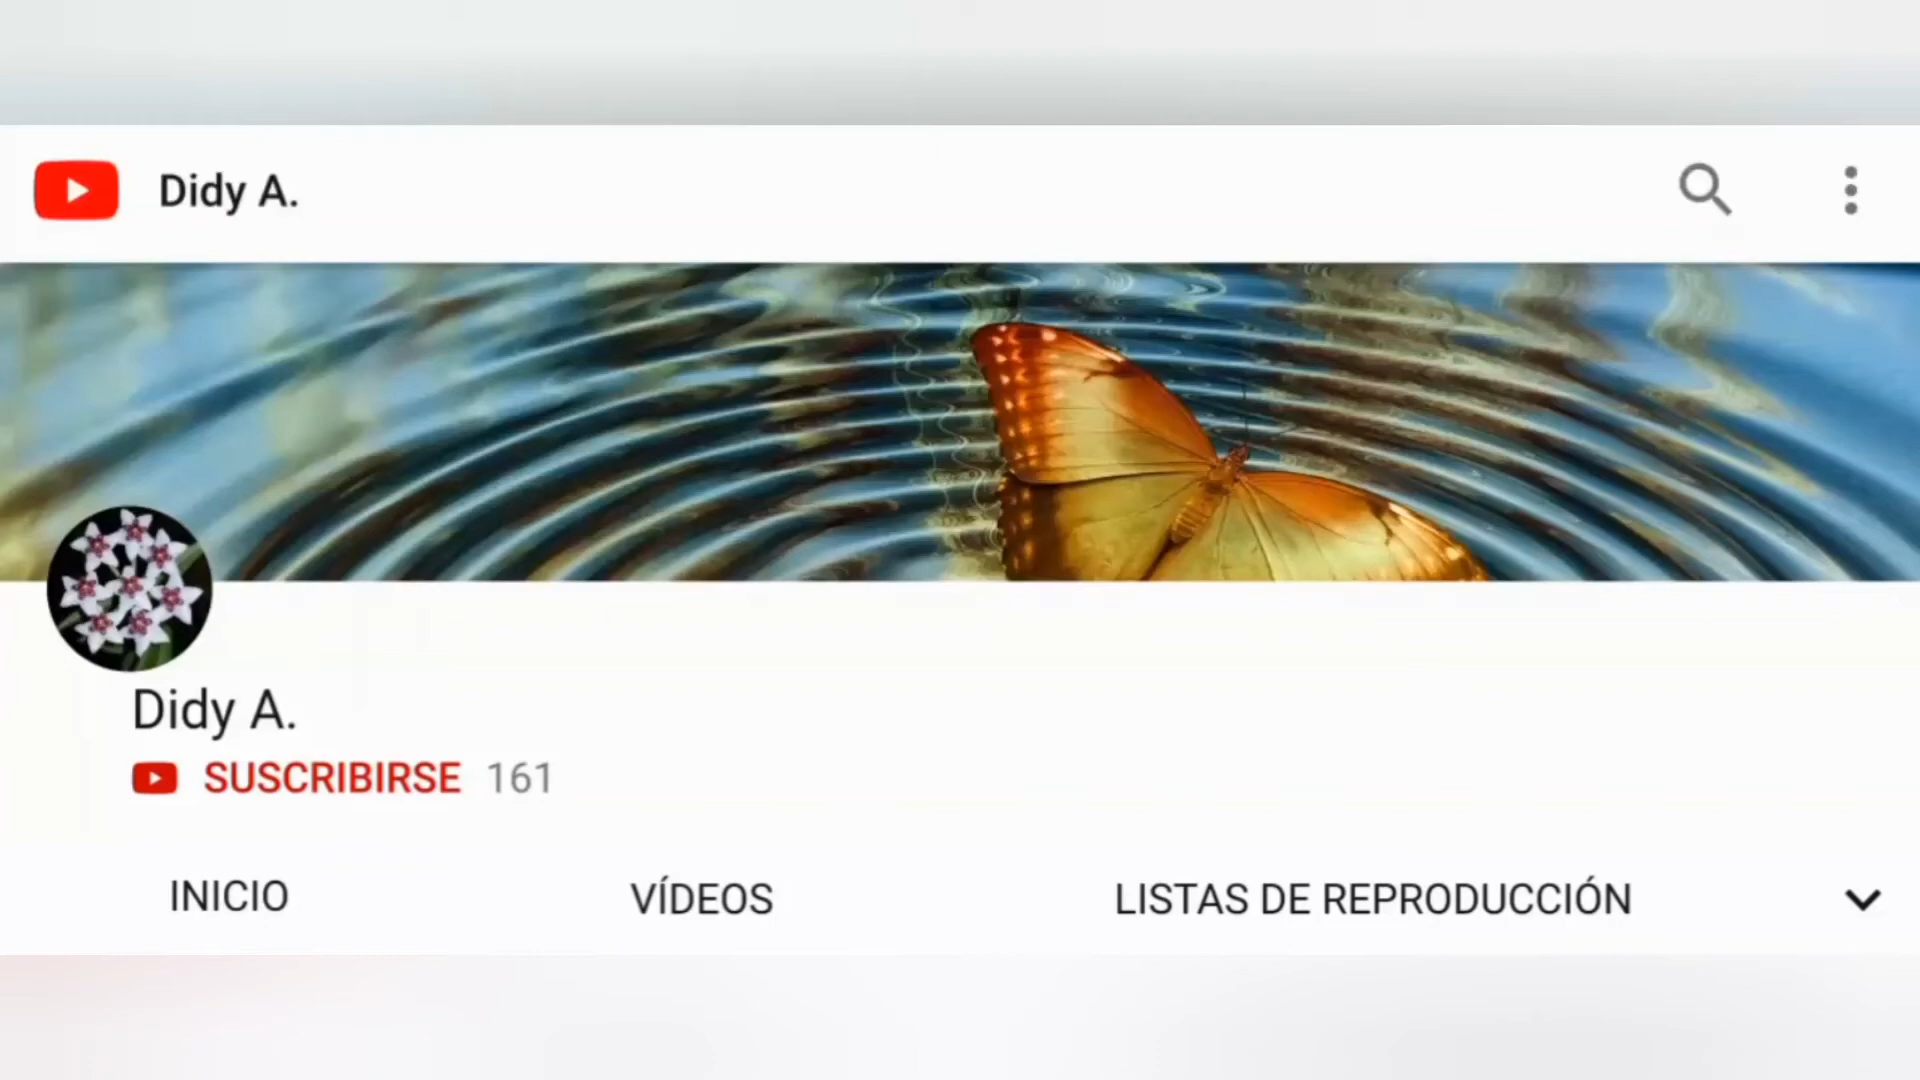 Didy A.
Didy A.
SUSCRIBIRSE 161
INICIO VÍDEOS LISTAS DE REPRODUCCIÓN